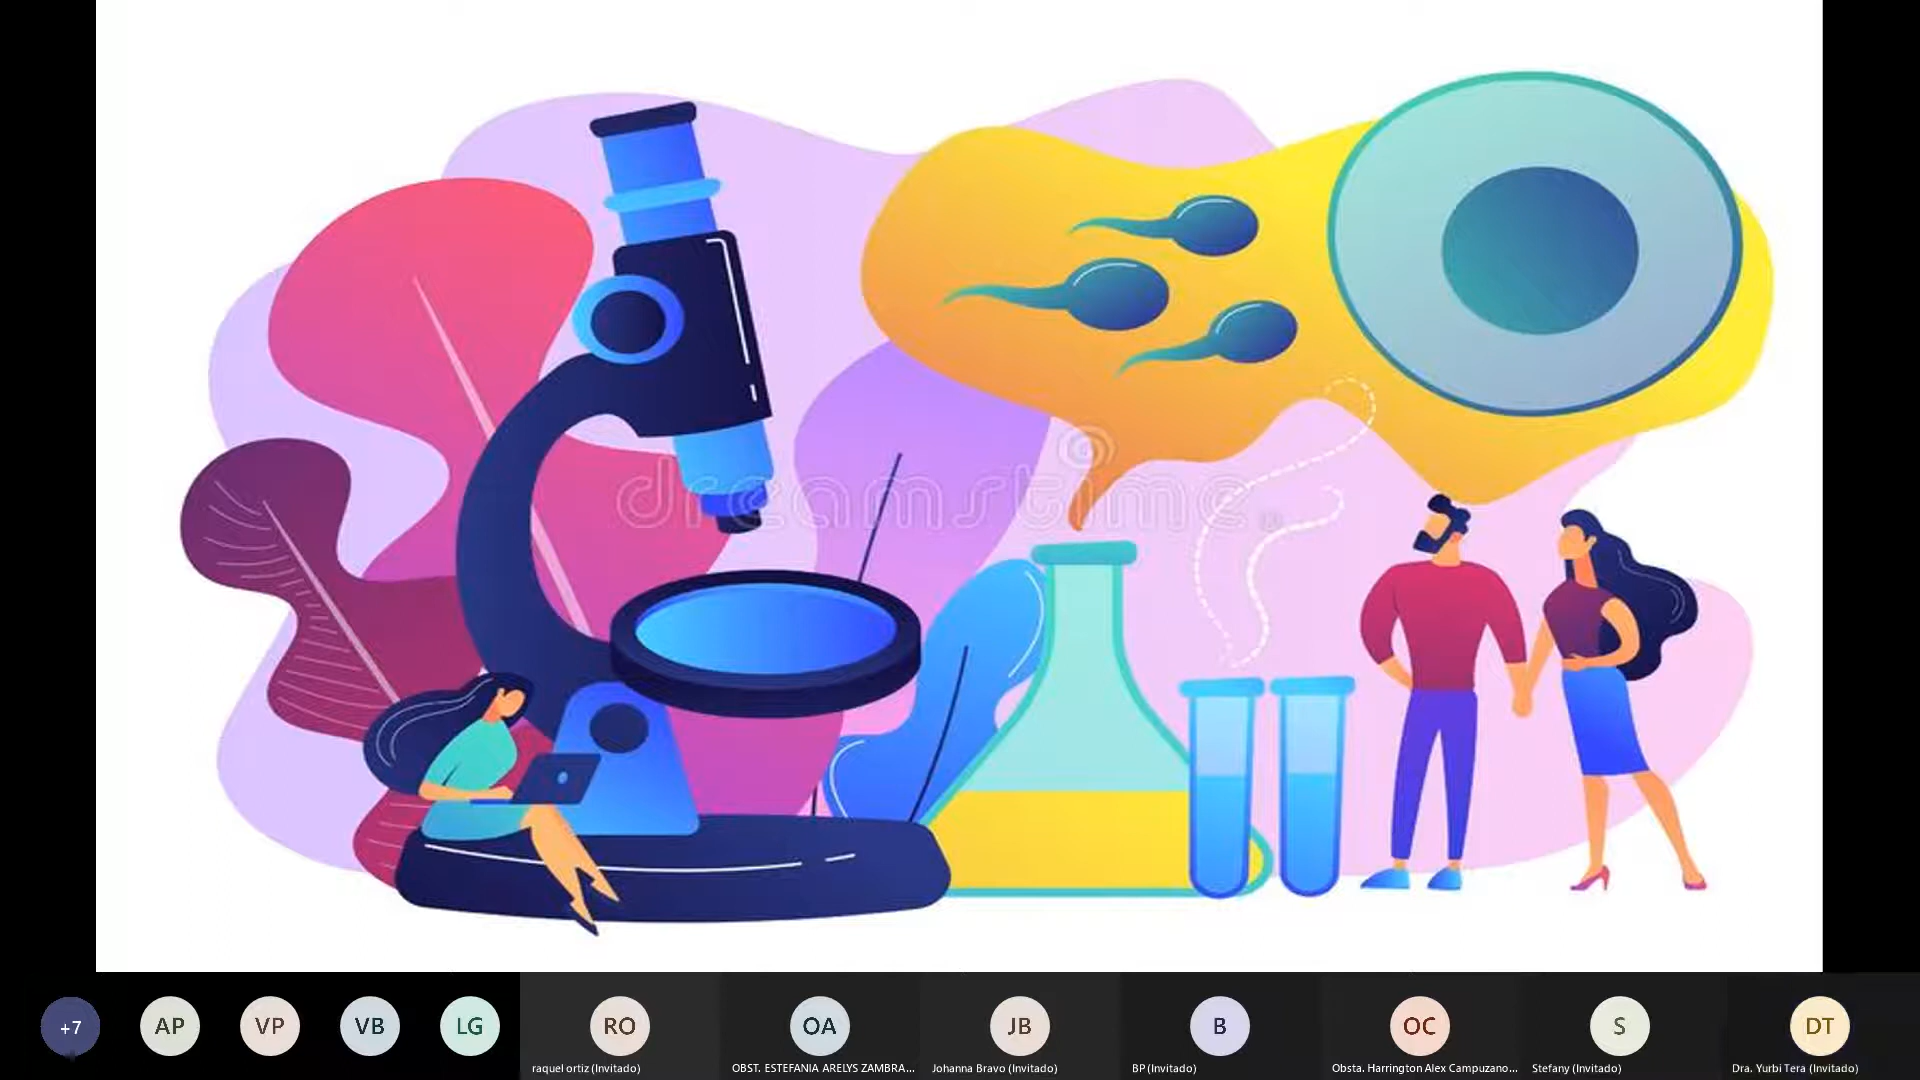 dreamstime
+7
AP
VP
VB
LG
RO
OA
JB
B
OC
S
DT
raquel ortiz (Invitado)
OBST. ESTEFANIA ARELYS ZAMBRA...
Johanna Bravo (Invitado)
BP (Invitado)
Obsta. Harrington Alex Campuzano...
Stefany (Invitado)
Dra. Yurbi Tera (Invitado)